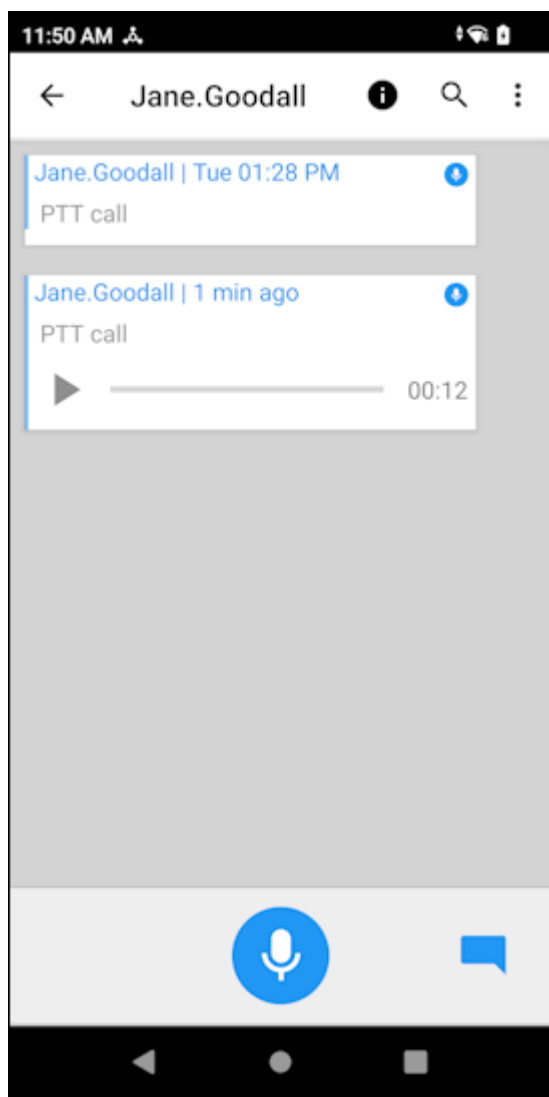 11:50 AM
Jane.Goodall
Jane.Goodall | Tue 01:28 PM
PTT call
Jane.Goodall | 1 min ago
PTT call
00:12